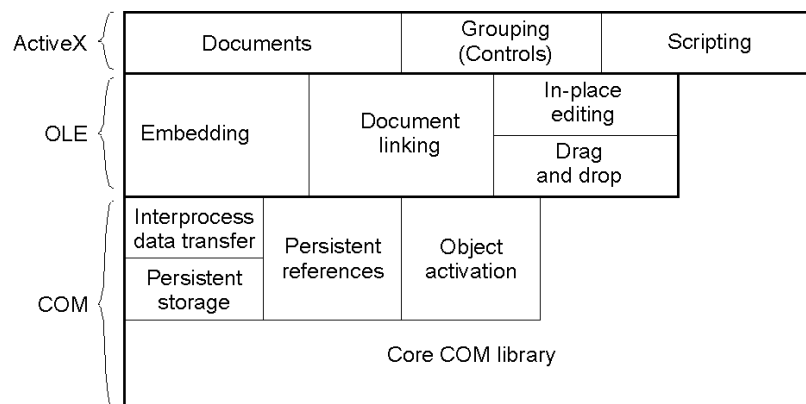 ActiveX
Documents
Grouping
(Controls)
Scripting
OLE
Embedding
Document
linking
In-place
editing
Drag
and drop
COM
Interprocess
data transfer
Persistent
storage
Persistent
references
Object
activation
Core COM library